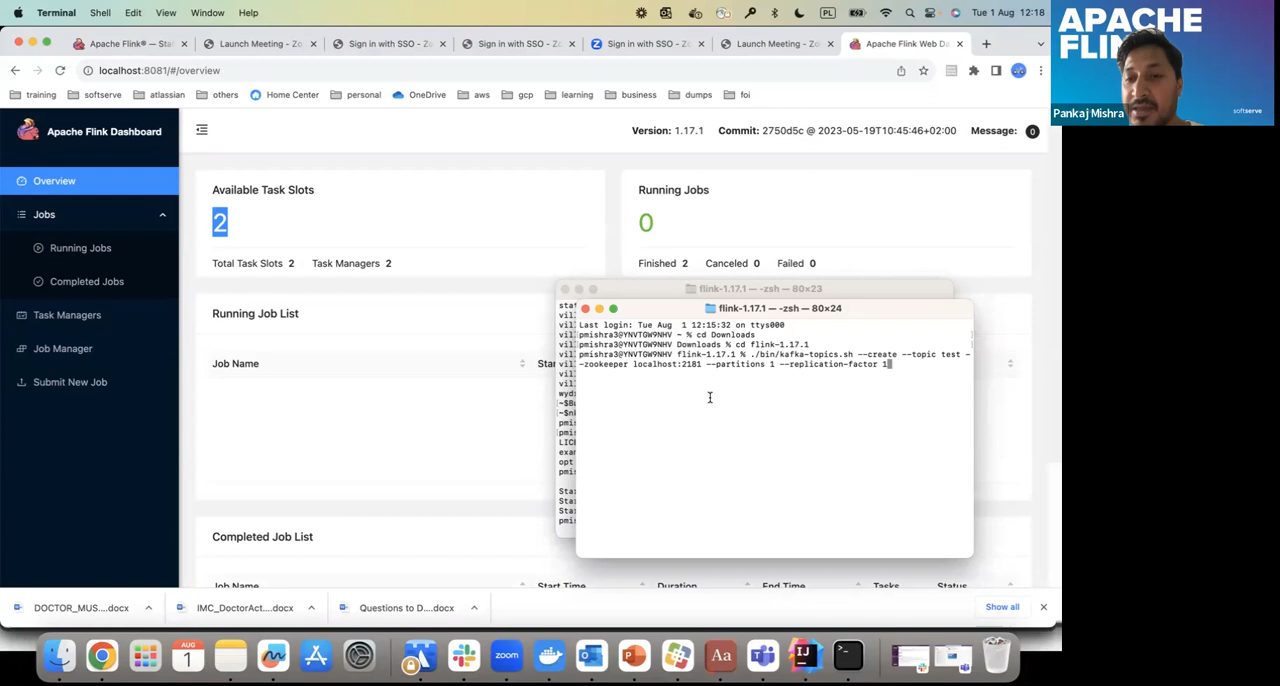 Terminal Shell Edit View Window Help
PL
Tue 1 Aug 12:18
Apache Flink® — Sta
Launch Meeting - Zo
Sign in with SSO - Zo
Sign in with SSO - Zo
Sign in with SSO - Zo
Launch Meeting - Zo
Apache Flink Web Da
localhost:8081/#/overview
training softserve atlassian others Home Center personal OneDrive aws gcp learning business dumps foi
APACHE
FLINK
Pankaj Mishra
softserve
Apache Flink Dashboard
Version: 1.17.1 Commit: 2750d5c @ 2023-05-19T10:45:46+02:00 Message: 0
Overview
Jobs
Running Jobs
Completed Jobs
Task Managers
Job Manager
Submit New Job
Available Task Slots
2
Total Task Slots 2 Task Managers 2
Running Jobs
0
Finished 2 Canceled 0 Failed 0
Running Job List
Job Name
Completed Job List
Job Name Start Time Duration End Time Tasks Status
flink-1.17.1 — -zsh — 80×23
flink-1.17.1 — -zsh — 80×24
Last login: Tue Aug 1 12:15:32 on ttys000
pmishra3@YNVTGW9NHV ~ % cd Downloads
pmishra3@YNVTGW9NHV Downloads % cd flink-1.17.1
pmishra3@YNVTGW9NHV flink-1.17.1 % ./bin/kafka-topics.sh --create --topic test -
-zookeeper localhost:2181 --partitions 1 --replication-factor 1
DOCTOR_MUS....docx
IMC_DoctorAct....docx
Questions to D....docx
Show all
AUG
1
zoom
Aa
IJ